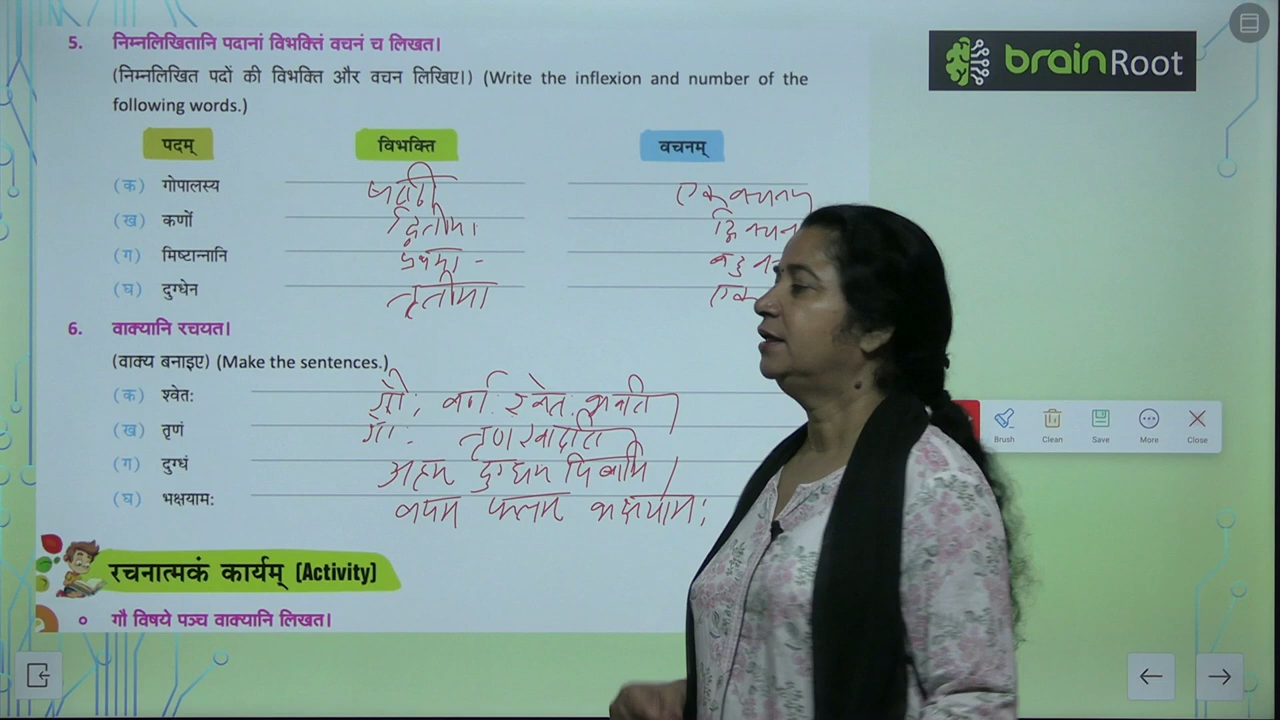 5. निम्नलिखितानि पदानां विभक्तिं वचनं च लिखत।
(निम्नलिखित पदों की विभक्ति और वचन लिखिए।) (Write the inflexion and number of the
following words.)
पदम् विभक्ति वचनम्
(क) गोपालस्य षष्ठी एकवचनम्
(ख) कर्णों द्वितीया द्विवचन
(ग) मिष्टान्नानि प्रथमा - बहु
(घ) दुग्धेन तृतीया एक
6. वाक्यानि रचयत।
(वाक्य बनाइए) (Make the sentences.)
(क) श्वेतः गौः वर्ण श्वेतः भवति।
(ख) तृणं तृण खादति
(ग) दुग्धं अहम दुग्धम पिबामि।
(घ) भक्षयामः वयम फलम भक्षयामः
रचनात्मकं कार्यम् (Activity)
गौ विषये पञ्च वाक्यानि लिखत।
brainRoot
Brush Clean Save More Close